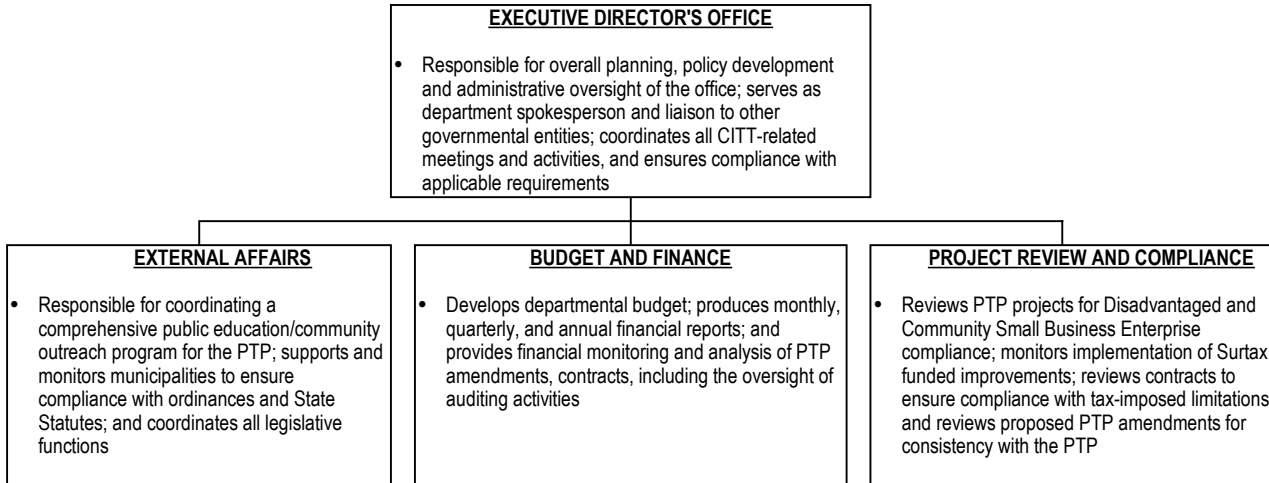 EXECUTIVE DIRECTOR'S OFFICE
• Responsible for overall planning, policy development
and administrative oversight of the office; serves as
department spokesperson and liaison to other
governmental entities; coordinates all CITT-related
meetings and activities, and ensures compliance with
applicable requirements
EXTERNAL AFFAIRS
• Responsible for coordinating a
comprehensive public education/community
outreach program for the PTP; supports and
monitors municipalities to ensure
compliance with ordinances and State
Statutes; and coordinates all legislative
functions
BUDGET AND FINANCE
• Develops departmental budget; produces monthly,
quarterly, and annual financial reports; and
provides financial monitoring and analysis of PTP
amendments, contracts, including the oversight of
auditing activities
PROJECT REVIEW AND COMPLIANCE
• Reviews PTP projects for Disadvantaged and
Community Small Business Enterprise
compliance; monitors implementation of Surtax
funded improvements; reviews contracts to
ensure compliance with tax-imposed limitations
and reviews proposed PTP amendments for
consistency with the PTP